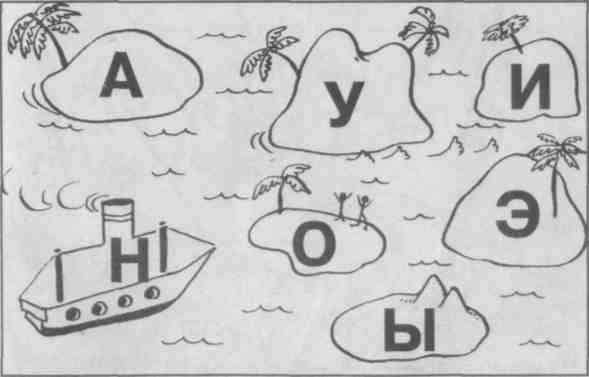 А У И
Н О Э
Ы